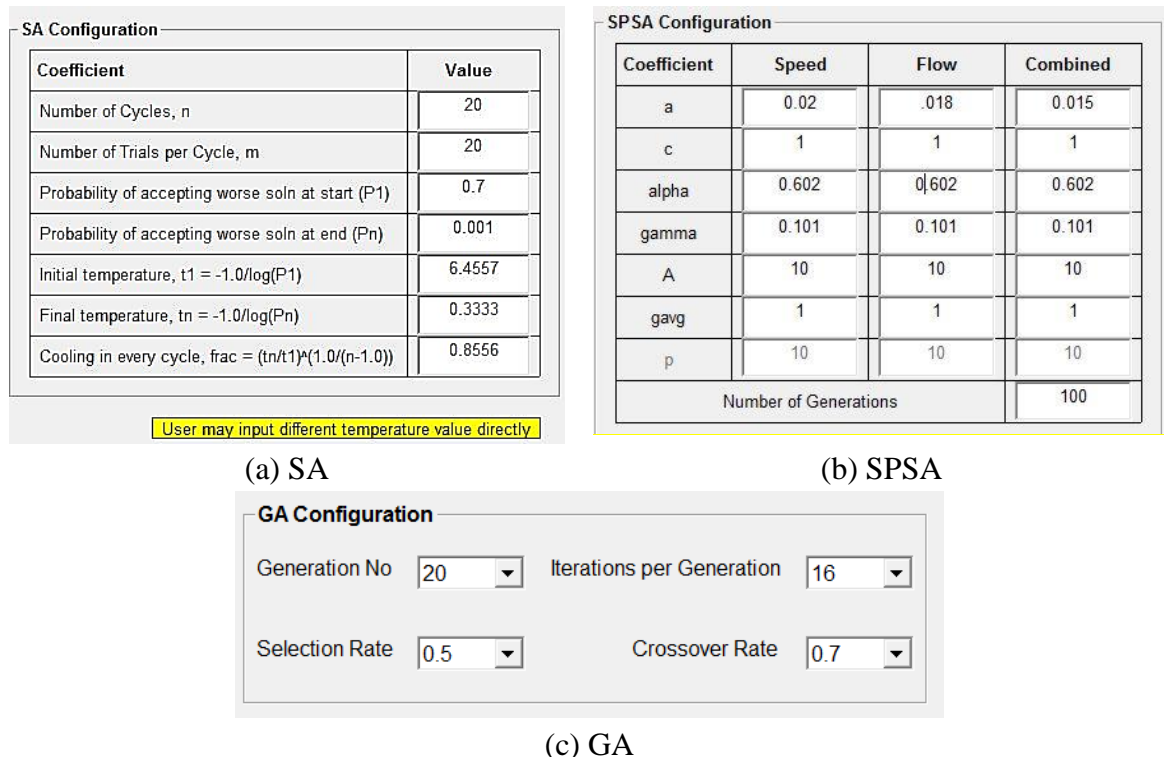 SA Configuration
Coefficient Value
Number of Cycles, n 20
Number of Trials per Cycle, m 20
Probability of accepting worse soln at start (P1) 0.7
Probability of accepting worse soln at end (Pn) 0.001
Initial temperature, t1 = -1.0/log(P1) 6.4557
Final temperature, tn = -1.0/log(Pn) 0.3333
Cooling in every cycle, frac = (tn/t1)^(1.0/(n-1.0)) 0.8556
User may input different temperature value directly
(a) SA
SPSA Configuration
Coefficient Speed Flow Combined
a 0.02 .018 0.015
c 1 1 1
alpha 0.602 0.602 0.602
gamma 0.101 0.101 0.101
A 10 10 10
gavg 1 1 1
p 10 10 10
Number of Generations 100
(b) SPSA
GA Configuration
Generation No 20 Iterations per Generation 16
Selection Rate 0.5 Crossover Rate 0.7
(c) GA